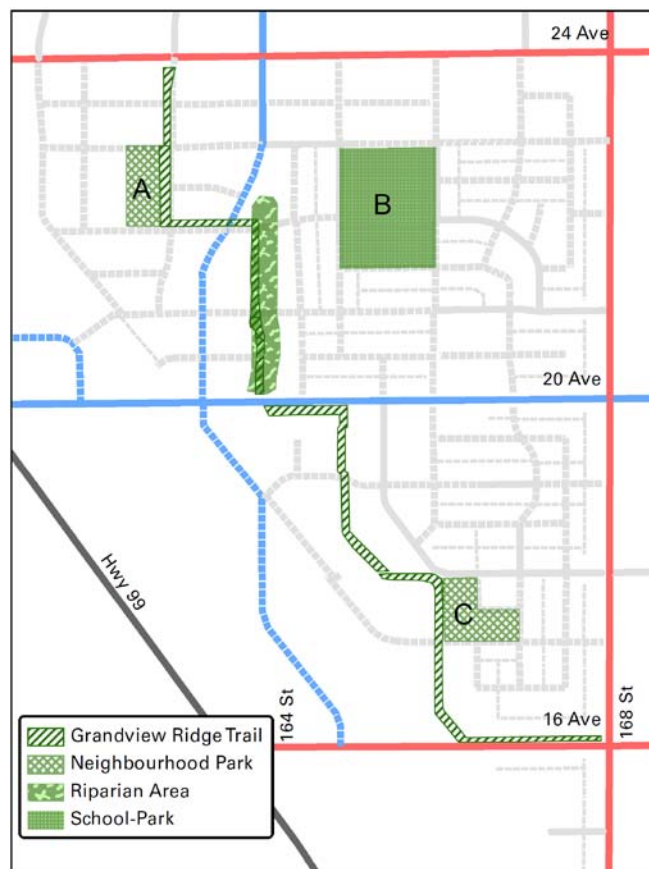 24 Ave
A
B
20 Ave
Hwy 99
C
164 St
16 Ave
168 St
Grandview Ridge Trail
Neighbourhood Park
Riparian Area
School-Park